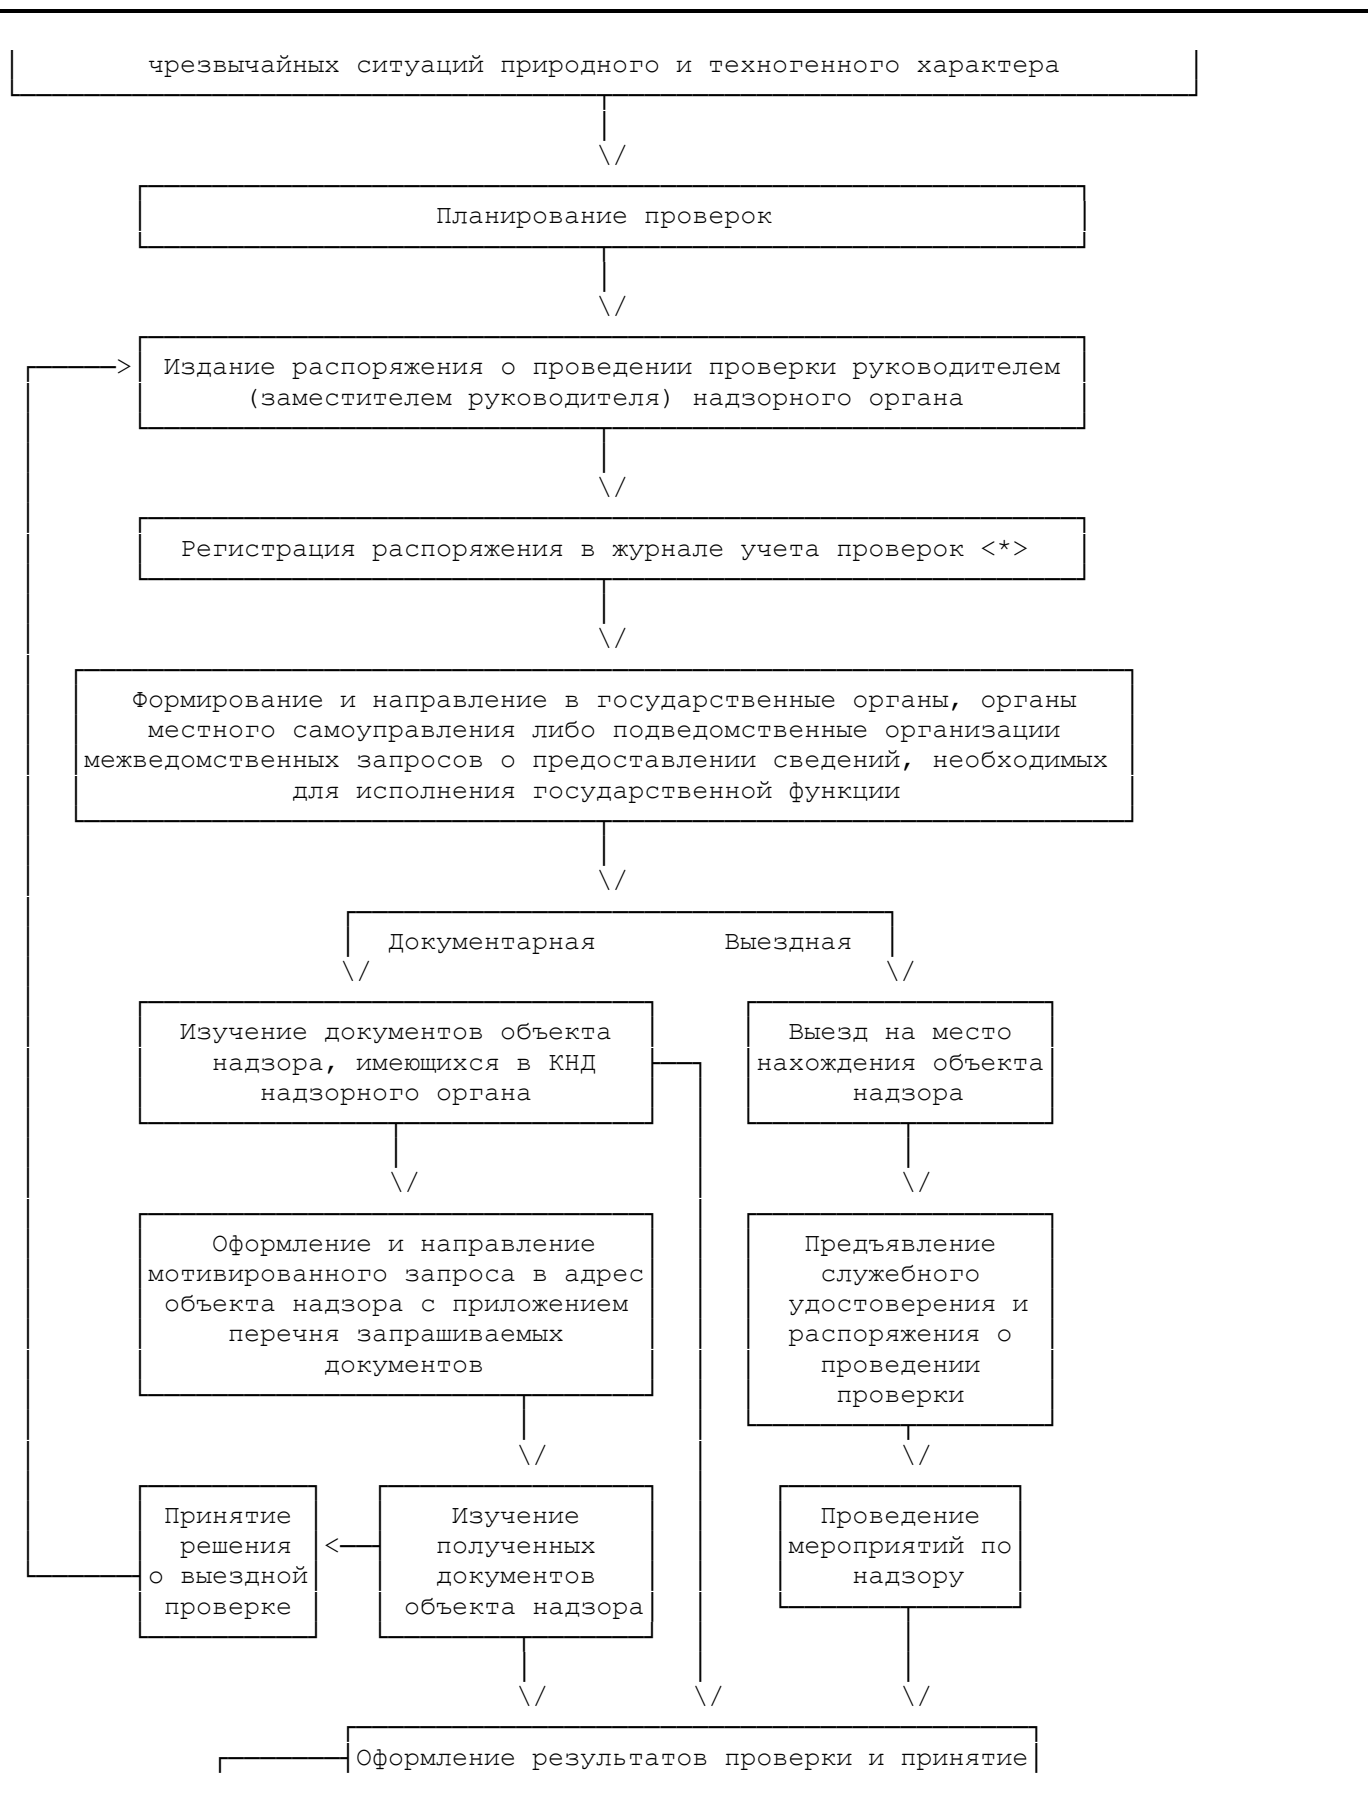 чрезвычайных ситуаций природного и техногенного характера
Планирование проверок
Издание распоряжения о проведении проверки руководителем
(заместителем руководителя) надзорного органа
Регистрация распоряжения в журнале учета проверок <*>
Формирование и направление в государственные органы, органы
местного самоуправления либо подведомственные организации
межведомственных запросов о предоставлении сведений, необходимых
для исполнения государственной функции
Документарная
Выездная
Изучение документов объекта
надзора, имеющихся в КНД
надзорного органа
Выезд на место
нахождения объекта
надзора
Оформление и направление
мотивированного запроса в адрес
объекта надзора с приложением
перечня запрашиваемых
документов
Предъявление
служебного
удостоверения и
распоряжения о
проведении
проверки
Принятие
решения
о выездной
проверке
Изучение
полученных
документов
объекта надзора
Проведение
мероприятий по
надзору
Оформление результатов проверки и принятие